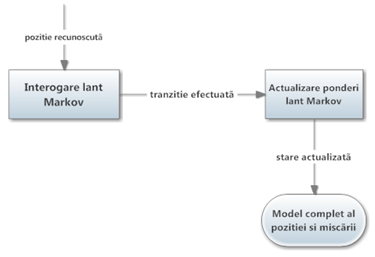 pozitie recunoscută
Interogare lant
Markov
tranzitie efectuată
Actualizare ponderi
lant Markov
stare actualizată
Model complet al
pozitiei si miscării